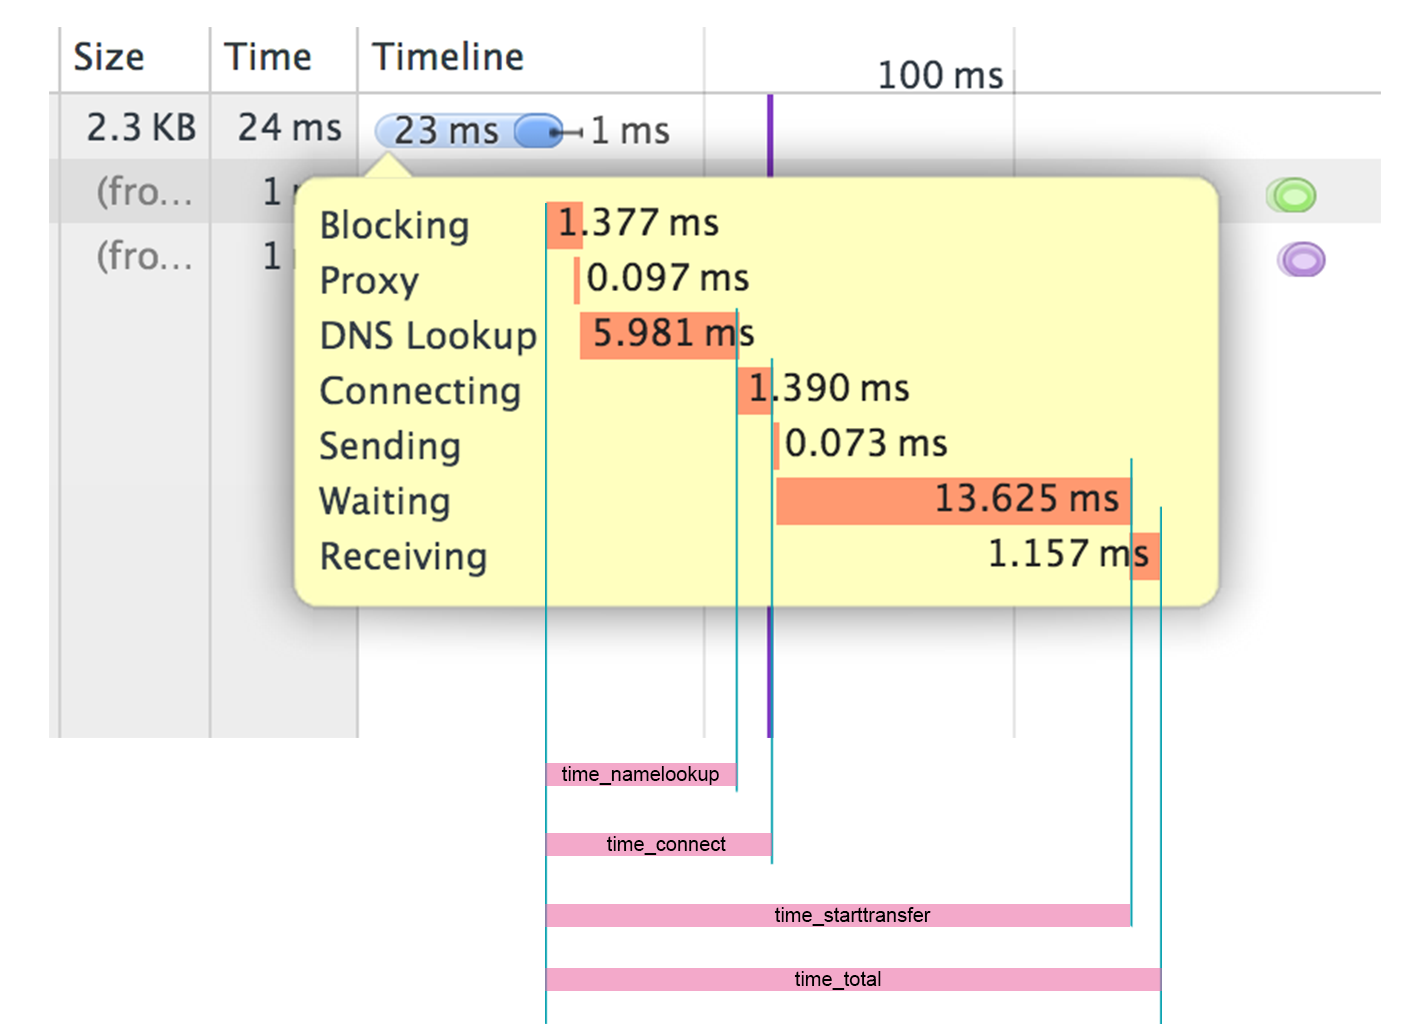 Size Time Timeline
100 ms
2.3 KB 24 ms 23 ms 1 ms
(fro... 1
(fro... 1
Blocking 1.377 ms
Proxy 0.097 ms
DNS Lookup 5.981 ms
Connecting 1.390 ms
Sending 0.073 ms
Waiting 13.625 ms
Receiving 1.157 ms
time_namelookup
time_connect
time_starttransfer
time_total